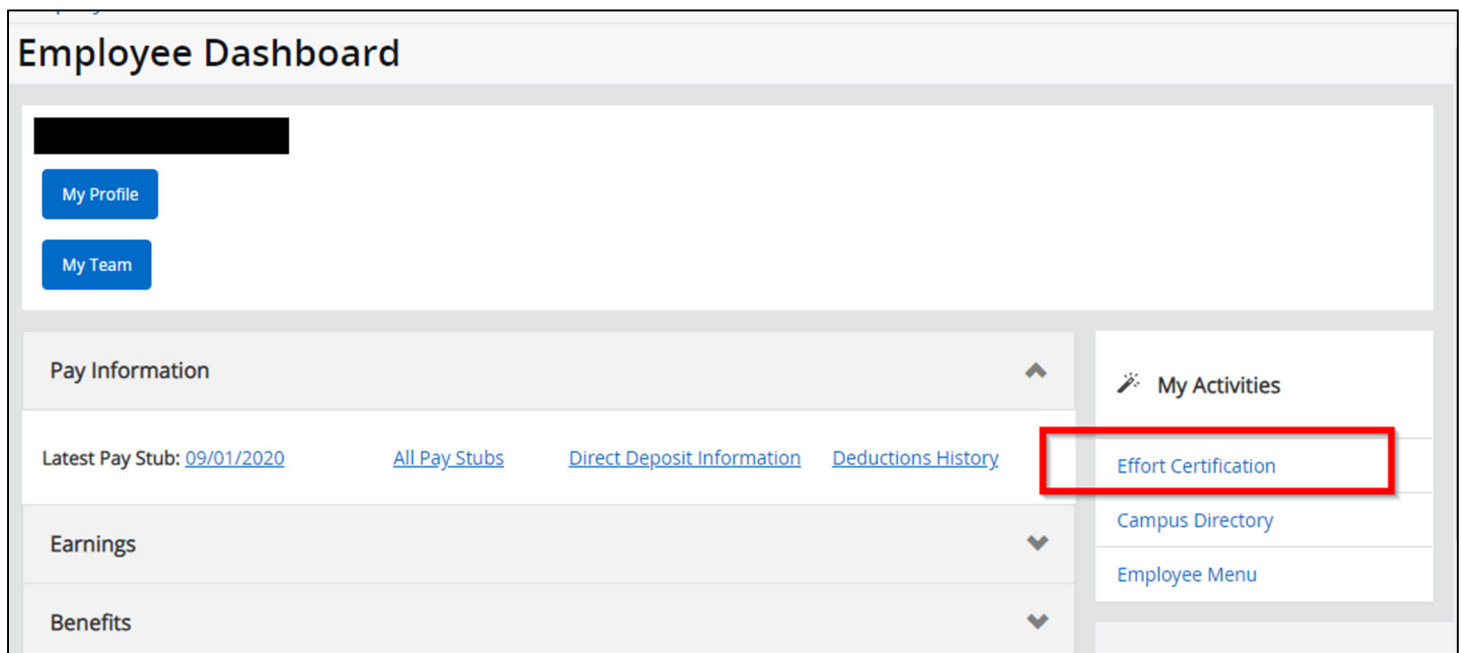 Employee Dashboard
My Profile
My Team
Pay Information
Latest Pay Stub: 09/01/2020 All Pay Stubs Direct Deposit Information Deductions History
Earnings
Benefits
My Activities
Effort Certification
Campus Directory
Employee Menu